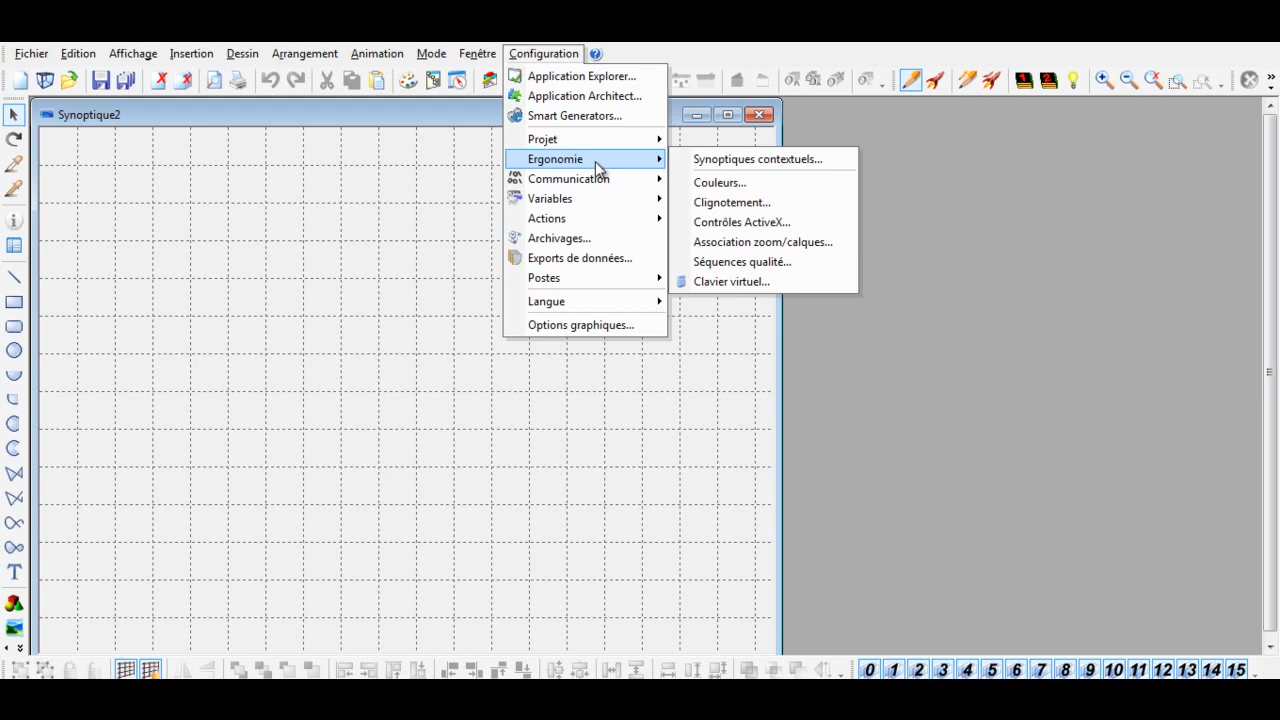 Fichier Edition Affichage Insertion Dessin Arrangement Animation Mode Fenêtre Configuration ?
Synoptique2
Application Explorer...
Application Architect...
Smart Generators...
Projet
Ergonomie
Communication
Variables
Actions
Archivages...
Exports de données...
Postes
Langue
Options graphiques...
Synoptiques contextuels...
Couleurs...
Clignotement...
Contrôles ActiveX...
Association zoom/calques...
Séquences qualité...
Clavier virtuel...
T
0 1 2 3 4 5 6 7 8 9 10 11 12 13 14 15